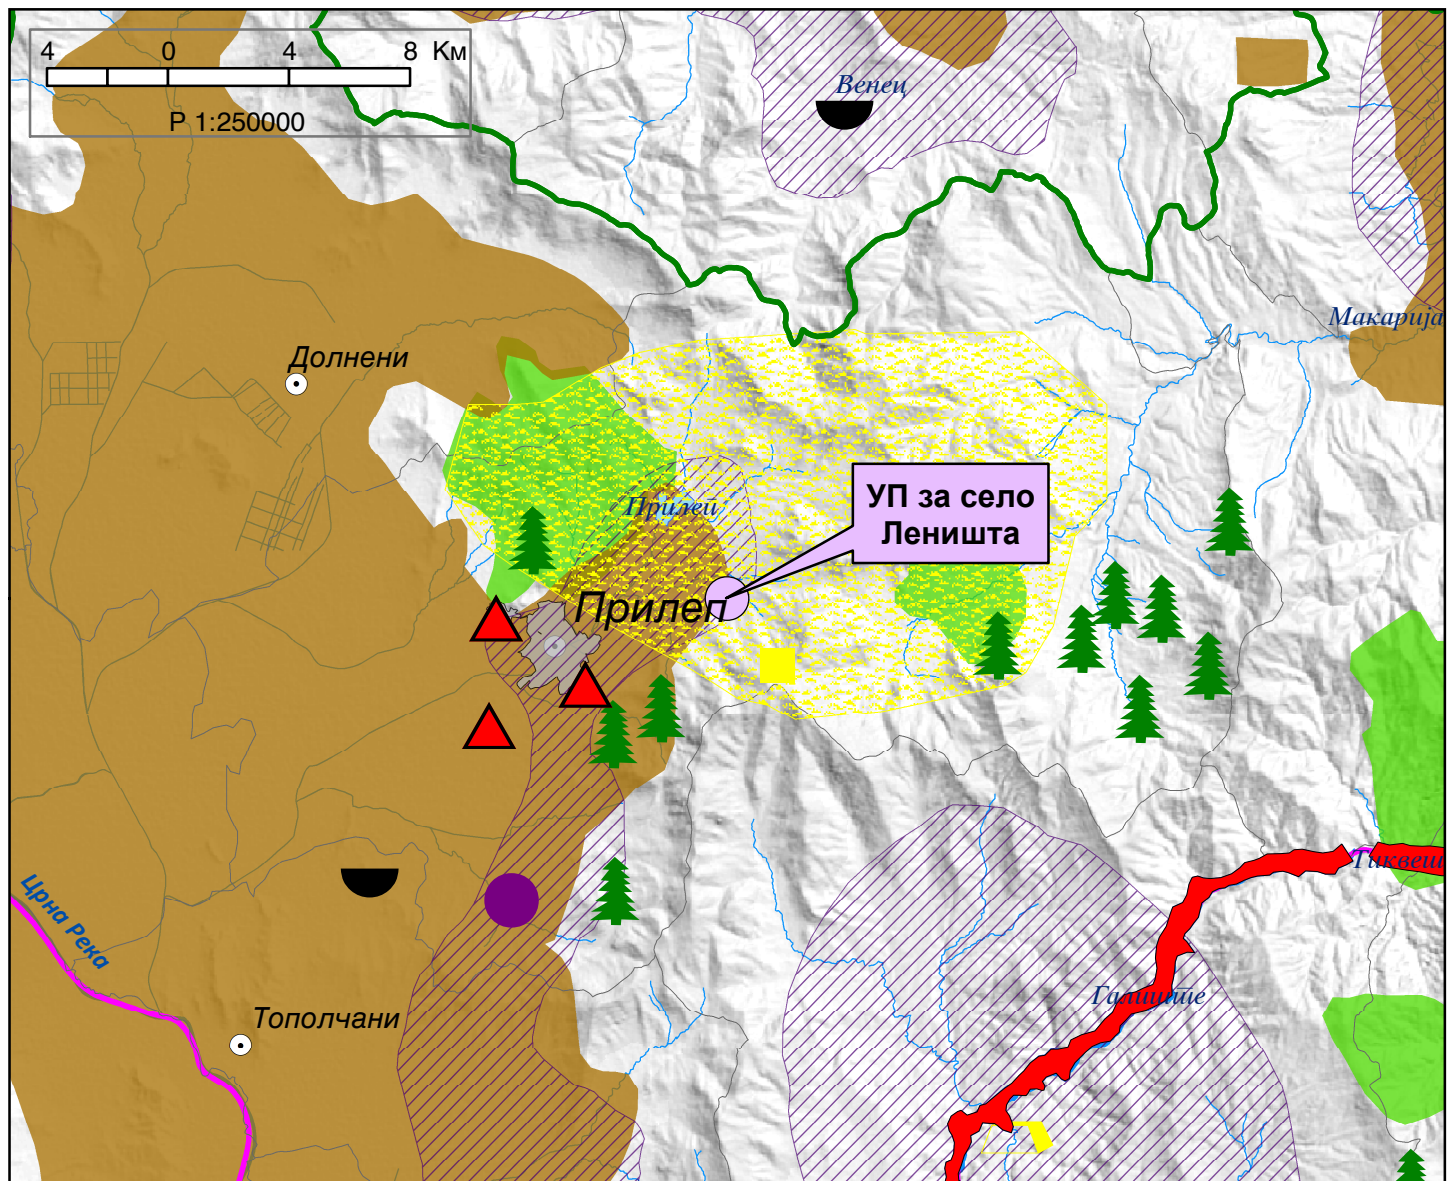 4 0 4 8 Км
Р 1:250000
Венец
Макарија
Долнени
Прилеп
УП за село
Леништа
Прилеп
Тиквеш
Црна Река
Галиште
Тополчани